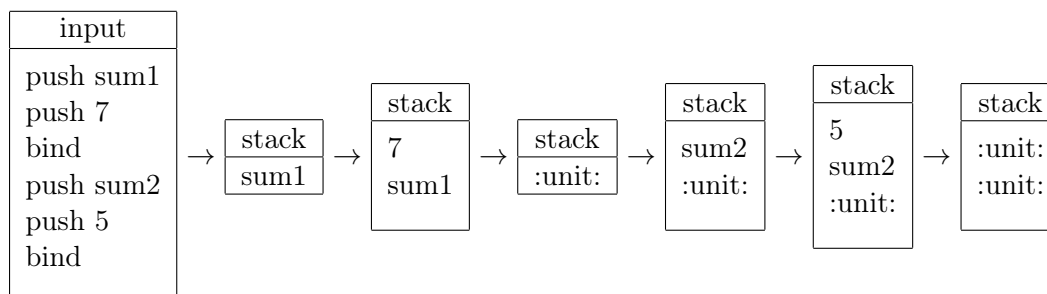 input
push sum1
push 7
bind
push sum2
push 5
bind
→
stack
sum1
→
stack
7
sum1
→
stack
:unit:
→
stack
sum2
:unit:
→
stack
5
sum2
:unit:
→
stack
:unit:
:unit: